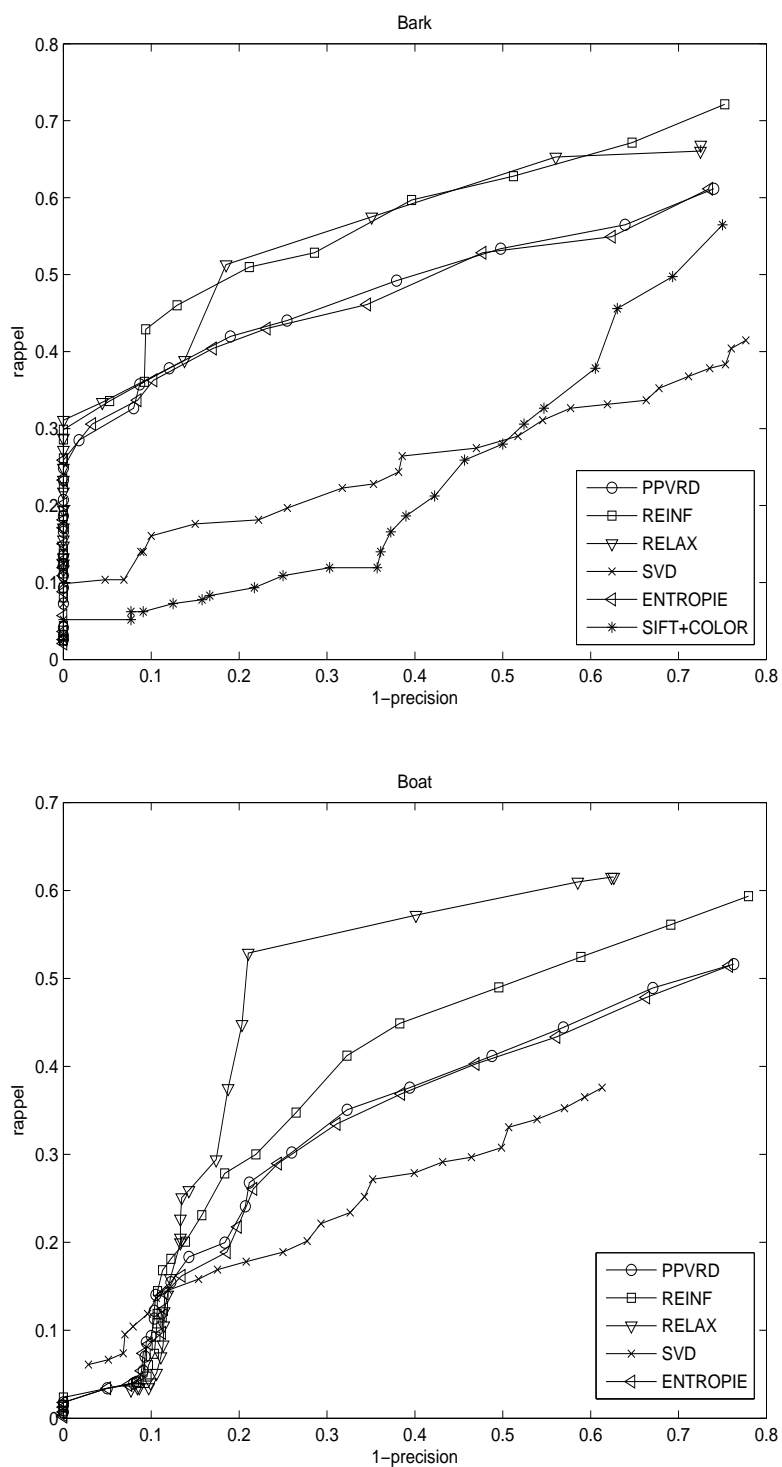 Bark
0.8
0.7
0.6
0.5
0.4
0.3
0.2
0.1
0
rappel
PPVRD
REINF
RELAX
SVD
ENTROPIE
SIFT+COLOR
0 0.1 0.2 0.3 0.4 0.5 0.6 0.7 0.8
1−precision
Boat
0.7
0.6
0.5
0.4
0.3
0.2
0.1
0
rappel
PPVRD
REINF
RELAX
SVD
ENTROPIE
0 0.1 0.2 0.3 0.4 0.5 0.6 0.7 0.8
1−precision